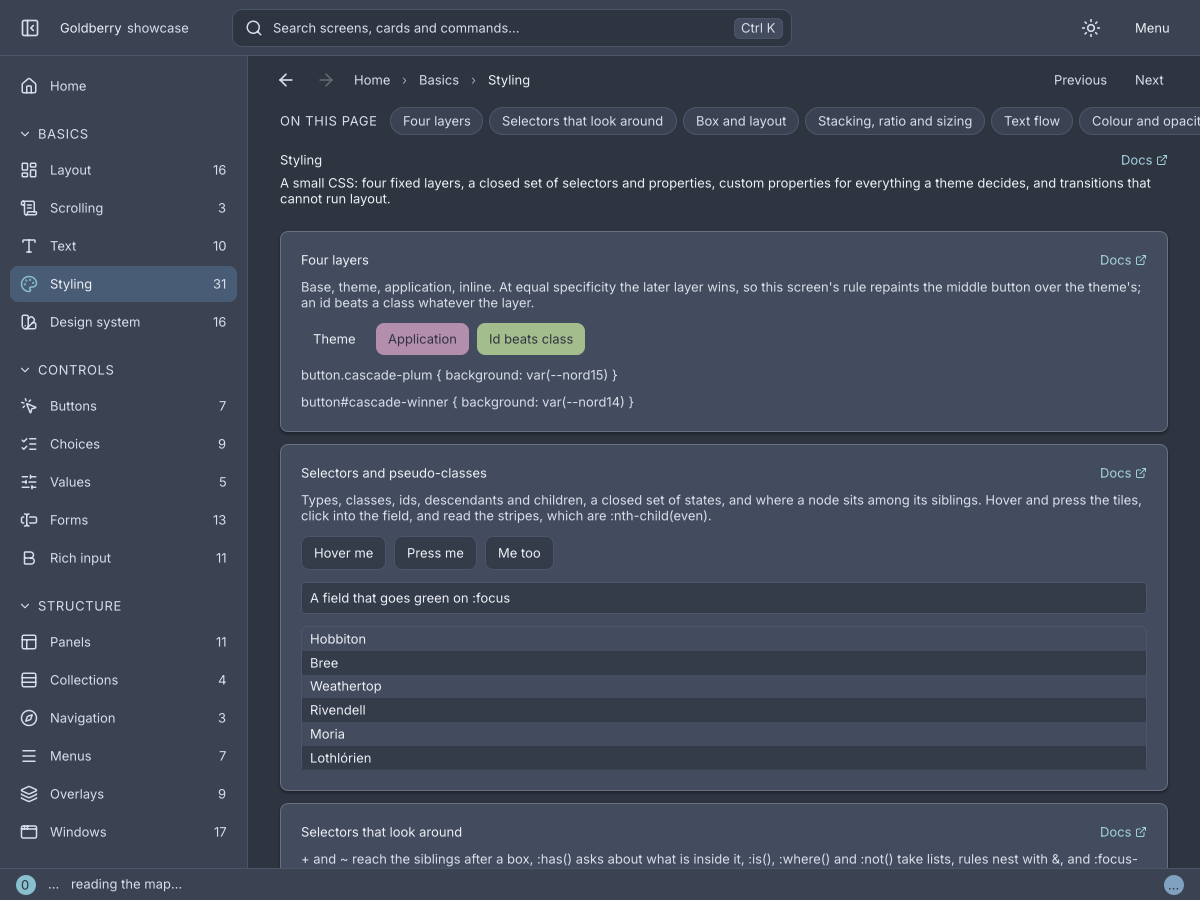 Goldberry showcase
Search screens, cards and commands...
Ctrl K
Menu
Home
BASICS
Layout 16
Scrolling 3
Text 10
Styling 31
Design system 16
CONTROLS
Buttons 7
Choices 9
Values 5
Forms 13
Rich input 11
STRUCTURE
Panels 11
Collections 4
Navigation 3
Menus 7
Overlays 9
Windows 17
Home › Basics › Styling
Previous
Next
ON THIS PAGE
Four layers
Selectors that look around
Box and layout
Stacking, ratio and sizing
Text flow
Colour and opacit
Styling
Docs
A small CSS: four fixed layers, a closed set of selectors and properties, custom properties for everything a theme decides, and transitions that
cannot run layout.
Four layers
Docs
Base, theme, application, inline. At equal specificity the later layer wins, so this screen's rule repaints the middle button over the theme's;
an id beats a class whatever the layer.
Theme
Application
Id beats class
button.cascade-plum { background: var(--nord15) }
button#cascade-winner { background: var(--nord14) }
Selectors and pseudo-classes
Docs
Types, classes, ids, descendants and children, a closed set of states, and where a node sits among its siblings. Hover and press the tiles,
click into the field, and read the stripes, which are :nth-child(even).
Hover me
Press me
Me too
A field that goes green on :focus
Hobbiton
Bree
Weathertop
Rivendell
Moria
Lothlórien
Selectors that look around
Docs
+ and ~ reach the siblings after a box, :has() asks about what is inside it, :is(), :where() and :not() take lists, rules nest with &, and :focus-
0
... reading the map...
...